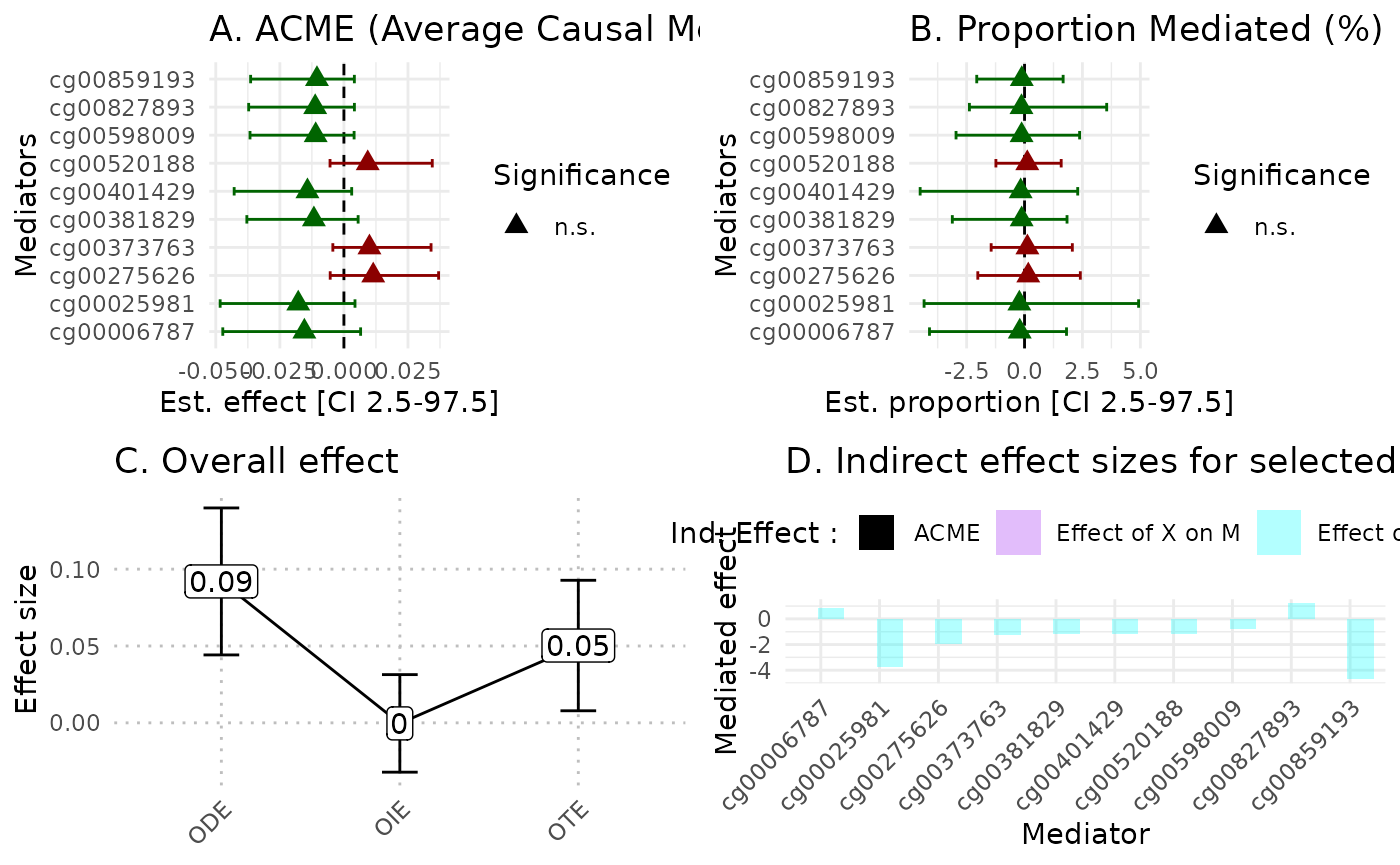 A. ACME (Average Causal Me
Mediators
cg00859193
cg00827893
cg00598009
cg00520188
cg00401429
cg00381829
cg00373763
cg00275626
cg00025981
cg00006787
-0.050 -0.025 0.000 0.025
Est. effect [CI 2.5-97.5]
Significance
n.s.
B. Proportion Mediated (%)
Mediators
cg00859193
cg00827893
cg00598009
cg00520188
cg00401429
cg00381829
cg00373763
cg00275626
cg00025981
cg00006787
-2.5 0.0 2.5 5.0
Est. proportion [CI 2.5-97.5]
Significance
n.s.
C. Overall effect
Effect size
0.10
0.05
0.00
0.09
0
0.05
ODE
OIE
OTE
D. Indirect effect sizes for selected
Ind. Effect : ACME Effect of X on M Effect o
Mediated effect
0
-2
-4
cg00006787
cg00025981
cg00275626
cg00373763
cg00381829
cg00401429
cg00520188
cg00598009
cg00827893
cg00859193
Mediator